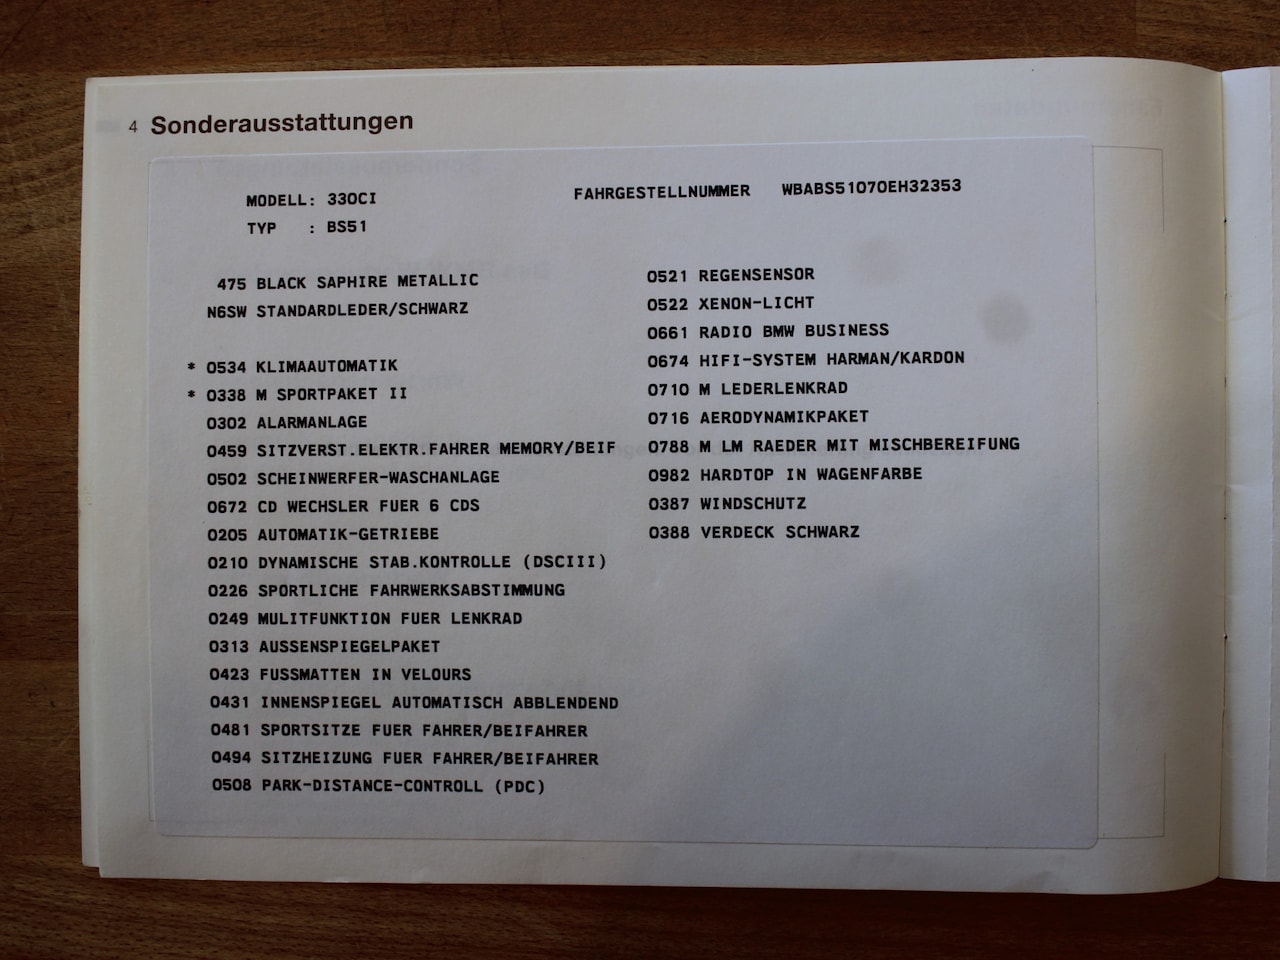 4 Sonderausstattungen
MODELL: 330CI
TYP : BS51
FAHRGESTELLNUMMER WBABS51070EH32353
475 BLACK SAPHIRE METALLIC
N6SW STANDARDLEDER/SCHWARZ
* 0534 KLIMAAUTOMATIK
* 0338 M SPORTPAKET II
0302 ALARMANLAGE
0459 SITZVERST.ELEKTR.FAHRER MEMORY/BEIF
0502 SCHEINWERFER-WASCHANLAGE
0672 CD WECHSLER FUER 6 CDS
0205 AUTOMATIK-GETRIEBE
0210 DYNAMISCHE STAB.KONTROLLE (DSCIII)
0226 SPORTLICHE FAHRWERKSABSTIMMUNG
0249 MULITFUNKTION FUER LENKRAD
0313 AUSSENSPIEGELPAKET
0423 FUSSMATTEN IN VELOURS
0431 INNENSPIEGEL AUTOMATISCH ABBLENDEND
0481 SPORTSITZE FUER FAHRER/BEIFAHRER
0494 SITZHEIZUNG FUER FAHRER/BEIFAHRER
0508 PARK-DISTANCE-CONTROLL (PDC)
0521 REGENSENSOR
0522 XENON-LICHT
0661 RADIO BMW BUSINESS
0674 HIFI-SYSTEM HARMAN/KARDON
0710 M LEDERLENKRAD
0716 AERODYNAMIKPAKET
0788 M LM RAEDER MIT MISCHBEREIFUNG
0982 HARDTOP IN WAGENFARBE
0387 WINDSCHUTZ
0388 VERDECK SCHWARZ